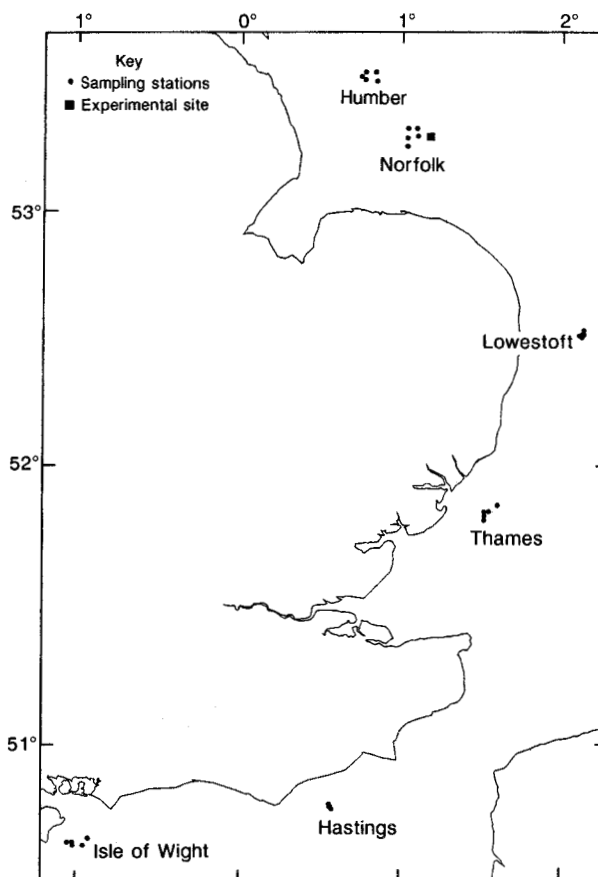 1° 0° 1° 2°
Key
Sampling stations
Experimental site
Humber
Norfolk
53°
Lowestoft
52°
Thames
51°
Hastings
Isle of Wight